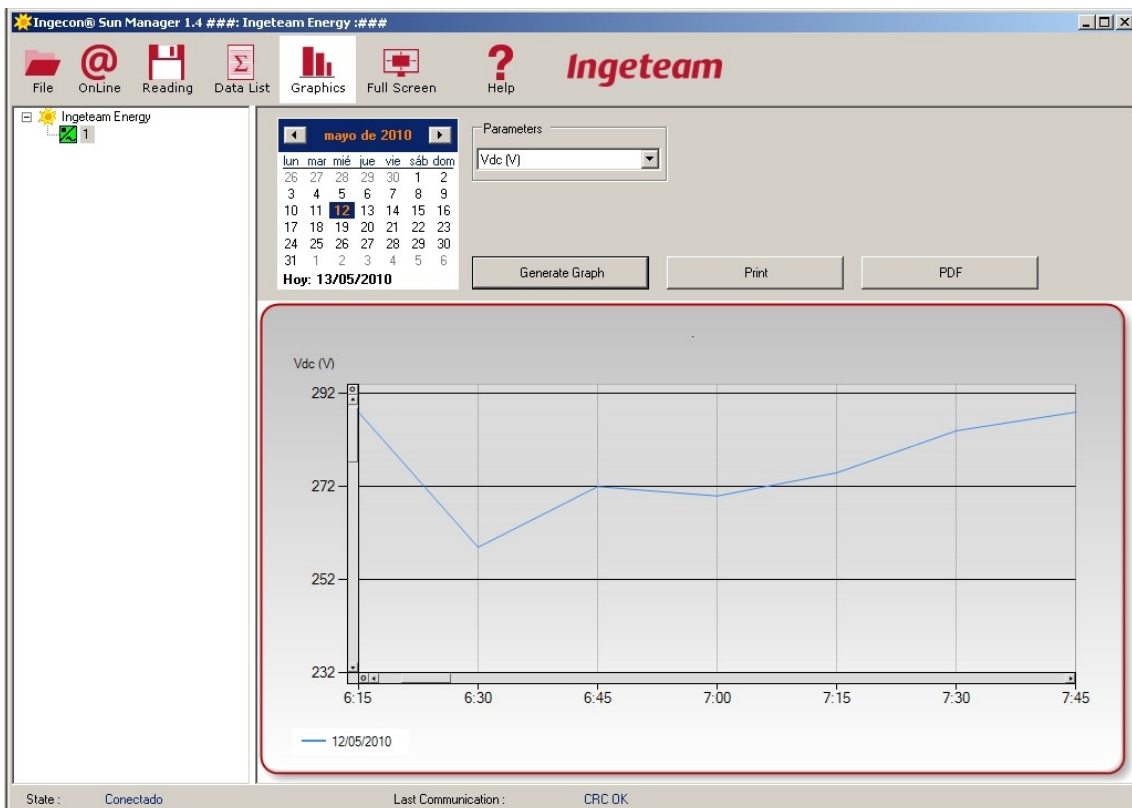 Ingecon® Sun Manager 1.4 ###: Ingeteam Energy :###
File OnLine Reading Data List Graphics Full Screen Help Ingeteam
Ingeteam Energy
1
mayo de 2010
lun mar mié jue vie sáb dom
26 27 28 29 30 1 2
3 4 5 6 7 8 9
10 11 12 13 14 15 16
17 18 19 20 21 22 23
24 25 26 27 28 29 30
31 1 2 3 4 5 6
Hoy: 13/05/2010
Parameters
Vdc (V)
Generate Graph Print PDF
Vdc (V)
292
272
252
232
6:15 6:30 6:45 7:00 7:15 7:30 7:45
12/05/2010
State : Conectado Last Communication : CRC OK